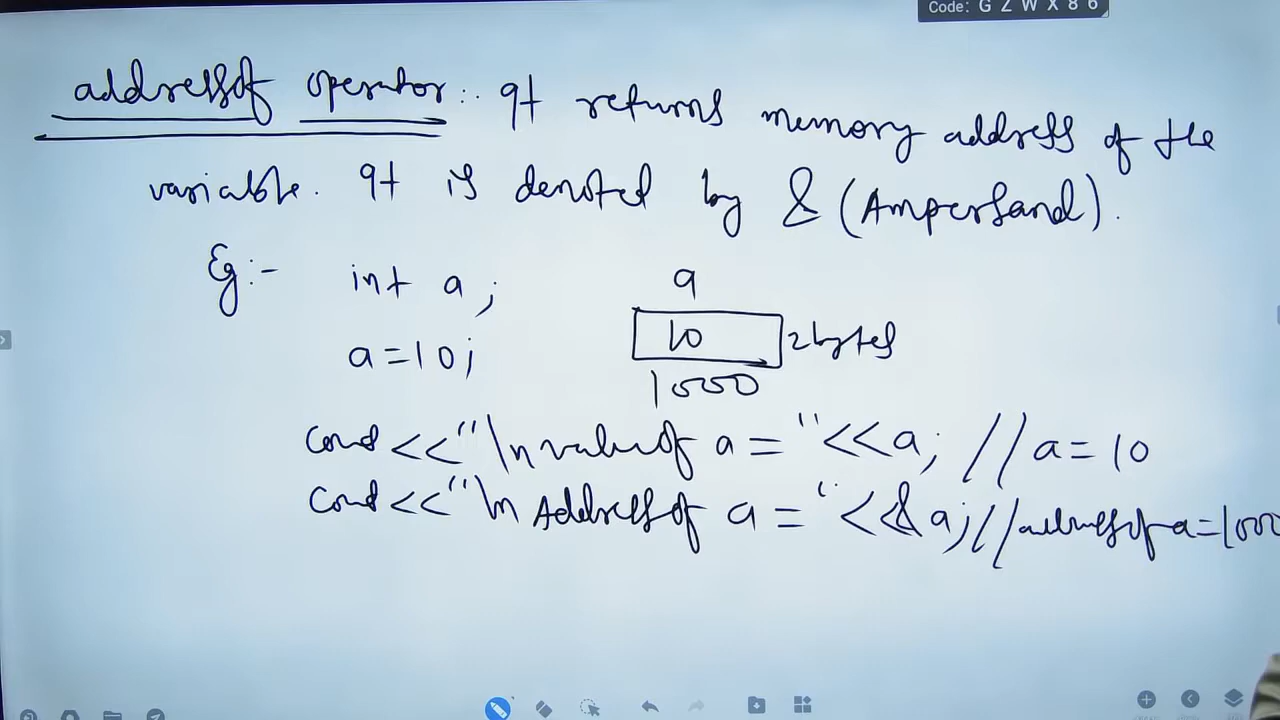 Code: G Z W X 8 6
addressof operator:. It returns memory address of the
variable. It is denoted by & (Ampersand).
Eg:- int a; a
a=10; 10 2bytes
1000
cout<<"\n value of a = "<<a; //a=10
cout<<"\n Address of a = "<<&a; //address of a=1000